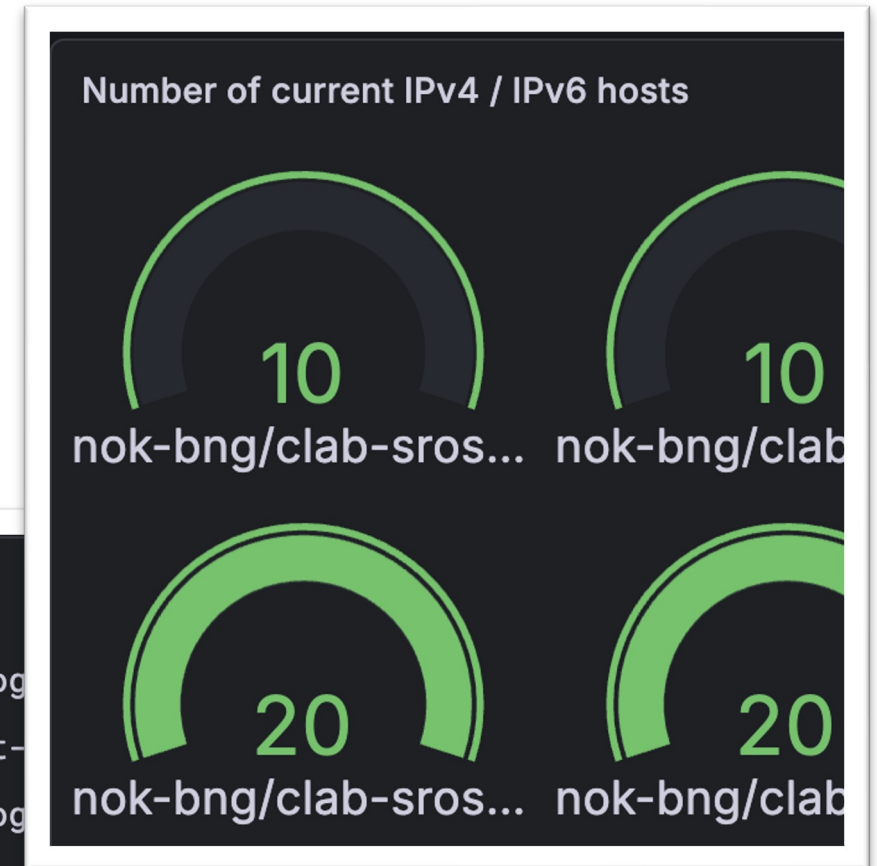 Number of current IPv4 / IPv6 hosts
10 10
nok-bng/clab-sros... nok-bng/clab
20 20
nok-bng/clab-sros... nok-bng/clab